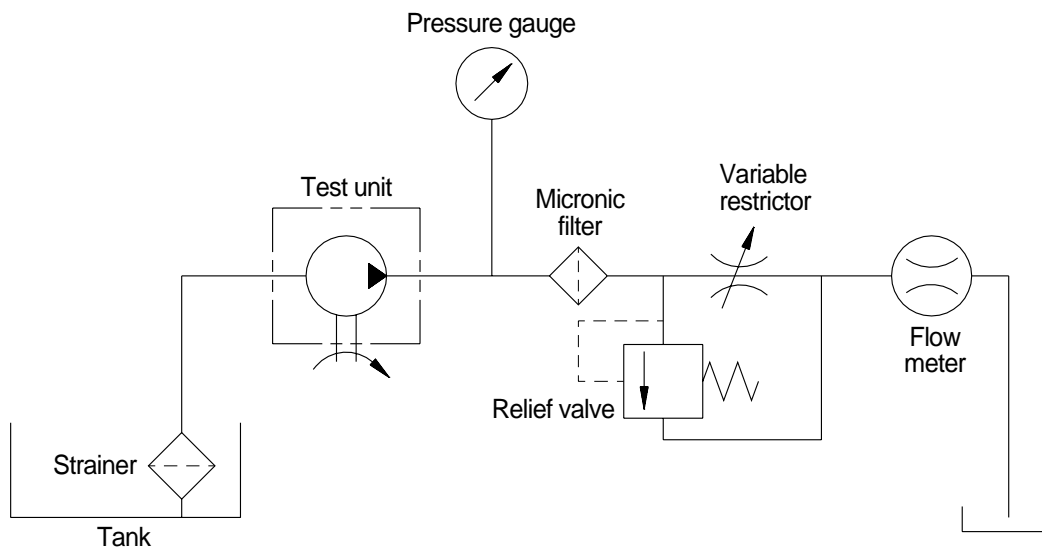 Pressure gauge
Test unit
Micronic
filter
Variable
restrictor
Flow
meter
Relief valve
Strainer
Tank